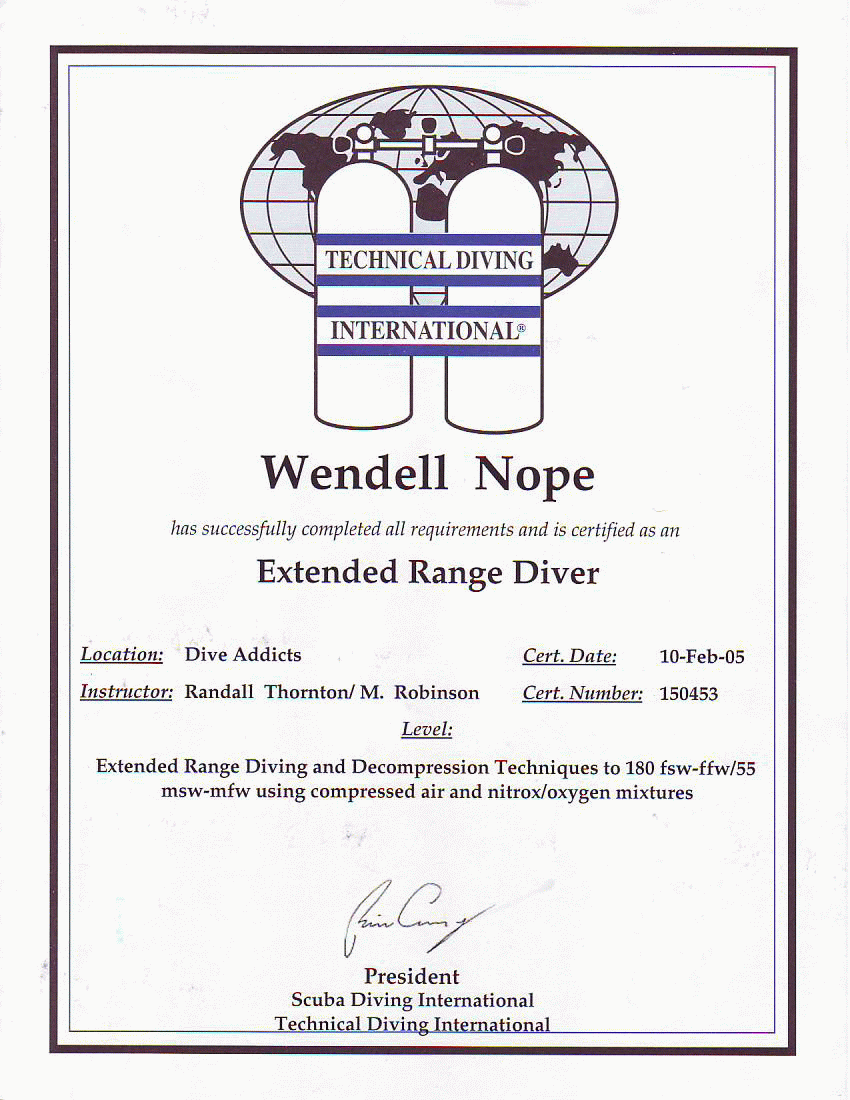 TECHNICAL DIVING
INTERNATIONAL®
Wendell Nope
has successfully completed all requirements and is certified as an
Extended Range Diver
Location: Dive Addicts Cert. Date: 10-Feb-05
Instructor: Randall Thornton/ M. Robinson Cert. Number: 150453
Level:
Extended Range Diving and Decompression Techniques to 180 fsw-ffw/55
msw-mfw using compressed air and nitrox/oxygen mixtures
President
Scuba Diving International
Technical Diving International